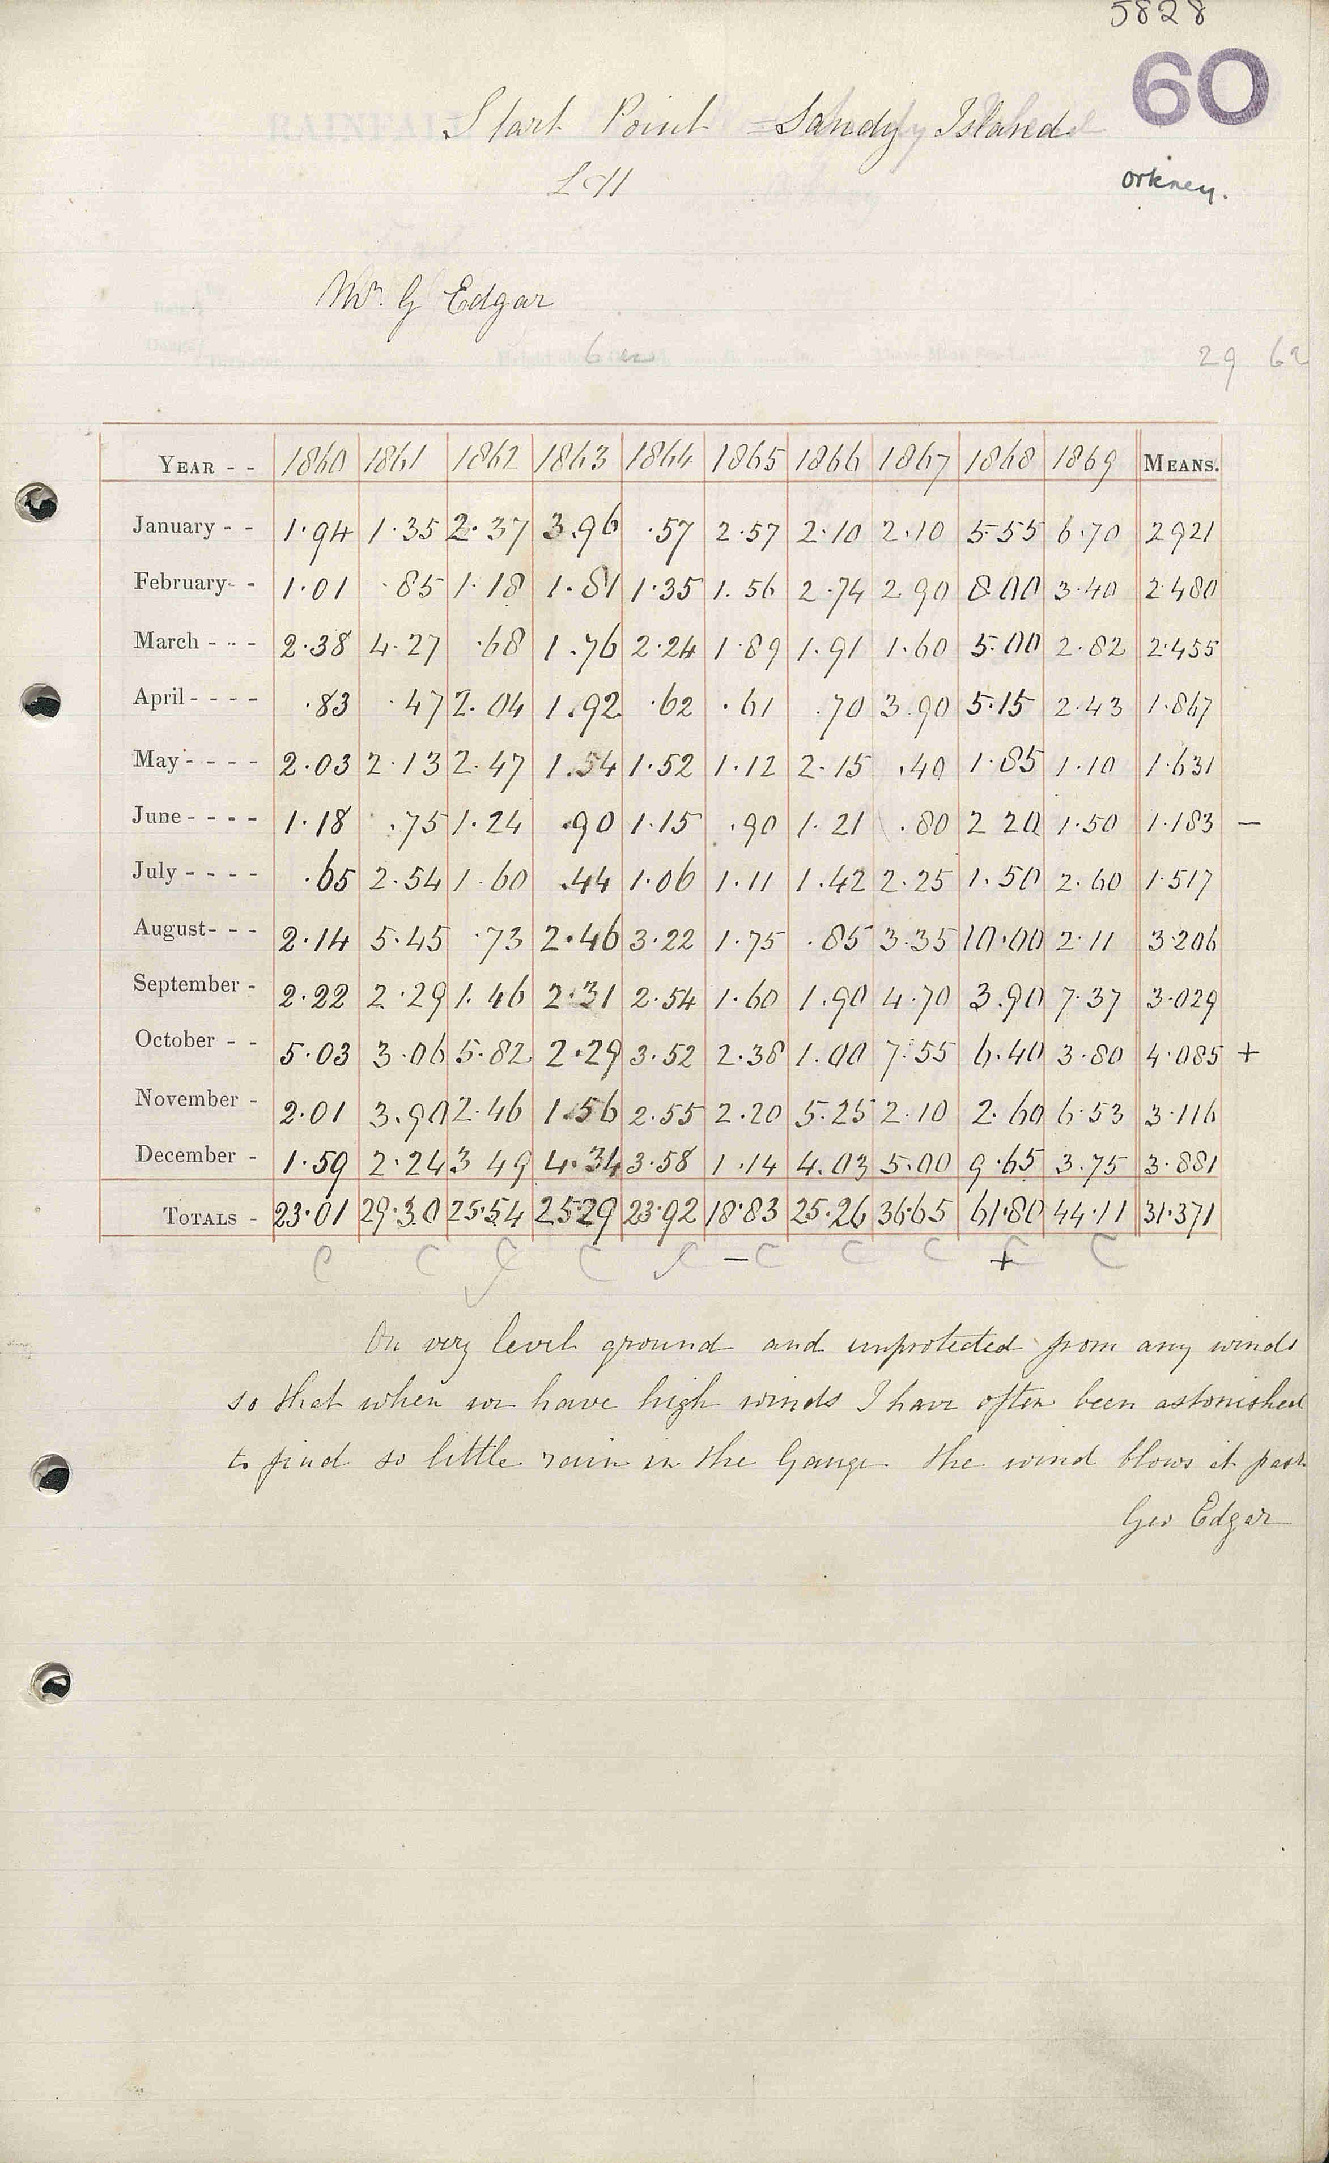 5828
60
Start Point = Sandy Island
LH
Orkney.
Mr. G Edgar
6 in
29 62
YEAR - - 1860 1861 1862 1863 1864 1865 1866 1867 1868 1869 MEANS.
January - - 1.94 1.35 2.37 3.96 .57 2.57 2.10 2.10 5.55 6.70 2921
February- - 1.01 .85 1.18 1.81 1.35 1.56 2.74 2.90 8.00 3.40 2.480
March - - - 2.38 4.27 .68 1.76 2.24 1.89 1.91 1.60 5.00 2.82 2.455
April - - - - .83 .47 2.04 1.92 .62 .61 .70 3.90 5.15 2.43 1.867
May - - - - 2.03 2.13 2.47 1.54 1.52 1.12 2.15 .40 1.85 1.10 1.631
June - - - - 1.18 .75 1.24 .90 1.15 .90 1.21 .80 2 20 1.50 1.183 —
July - - - - .65 2.54 1.60 .44 1.06 1.11 1.42 2.25 1.50 2.60 1.517
August- - - 2.14 5.45 .73 2.46 3.22 1.75 .85 3.35 10.00 2.11 3.206
September - 2.22 2.29 1.46 2.31 2.54 1.60 1.90 4.70 3.90 7.37 3.029
October - - 5.03 3.06 5.82 2.29 3.52 2.38 1.00 7.55 6.40 3.80 4.085 +
November - 2.01 3.90 2.46 1.56 2.55 2.20 5.25 2.10 2.60 6.53 3.116
December - 1.59 2.24 3 49 4.34 3.58 1.14 4.03 5.00 9.65 3.75 3.881
TOTALS - 23.01 29.30 25.54 25.29 23.92 18.83 25.26 36.65 61.80 44.11 31.371
C C C C C — C C C + C C
On very level ground and unprotected from any winds
so that when we have high winds I have often been astonished
to find so little rain in the Gauge the wind blows it past
Geo Edgar